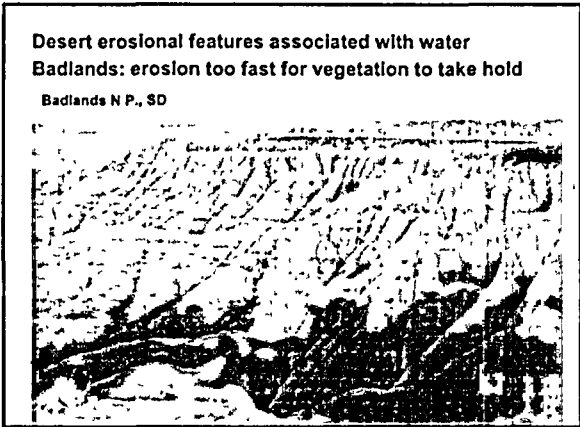 Desert erosional features associated with water
Badlands: erosion too fast for vegetation to take hold
Badlands N P., SD